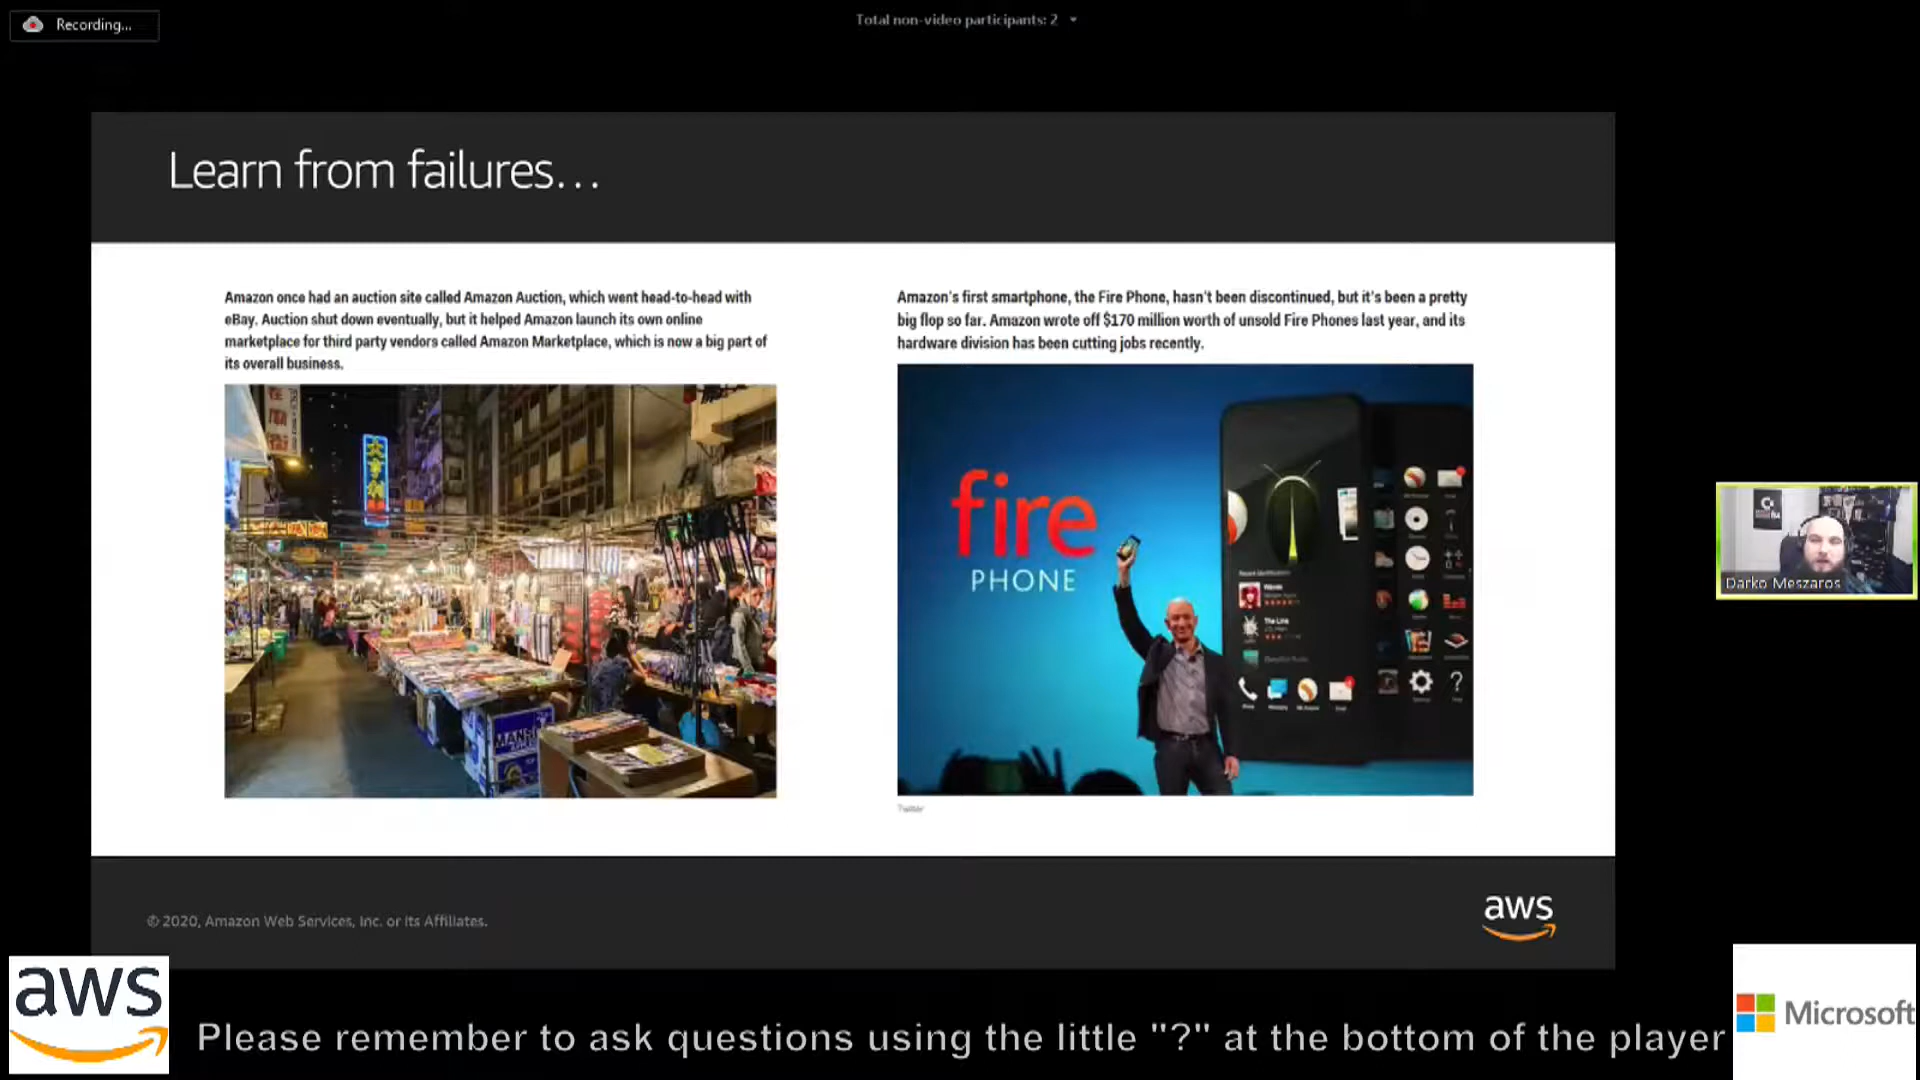 Recording...
Total non-video participants: 2
Learn from failures...
Amazon once had an auction site called Amazon Auction, which went head-to-head with
eBay. Auction shut down eventually, but it helped Amazon launch its own online
marketplace for third party vendors called Amazon Marketplace, which is now a big part of
its overall business.
Amazon's first smartphone, the Fire Phone, hasn't been discontinued, but it's been a pretty
big flop so far. Amazon wrote off $170 million worth of unsold Fire Phones last year, and its
hardware division has been cutting jobs recently.
fire
PHONE
Twitter
Darko Meszaros
© 2020, Amazon Web Services, Inc. or its Affiliates.
aws
aws
Please remember to ask questions using the little "?" at the bottom of the player
Microsoft